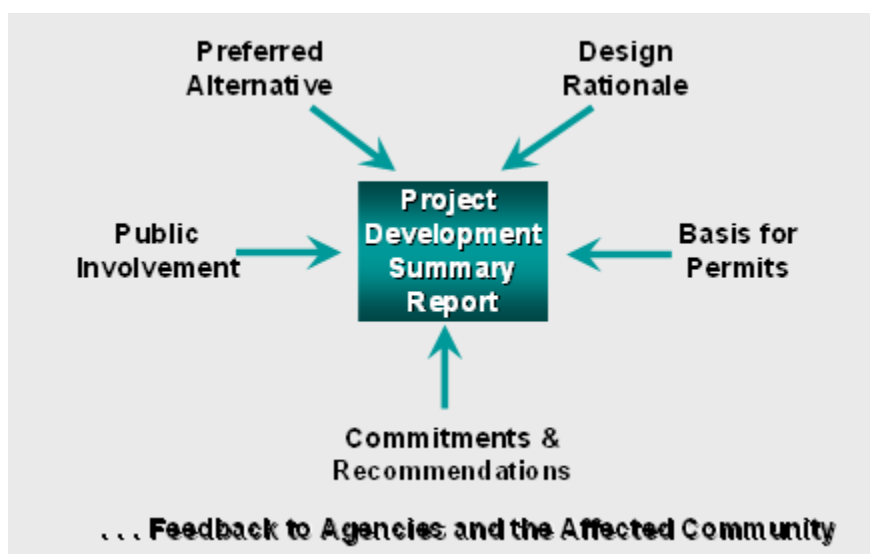 Preferred
Alternative
Design
Rationale
Project
Development
Summary
Report
Public
Involvement
Basis for
Permits
Commitments &
Recommendations
. . . Feedback to Agencies and the Affected Community